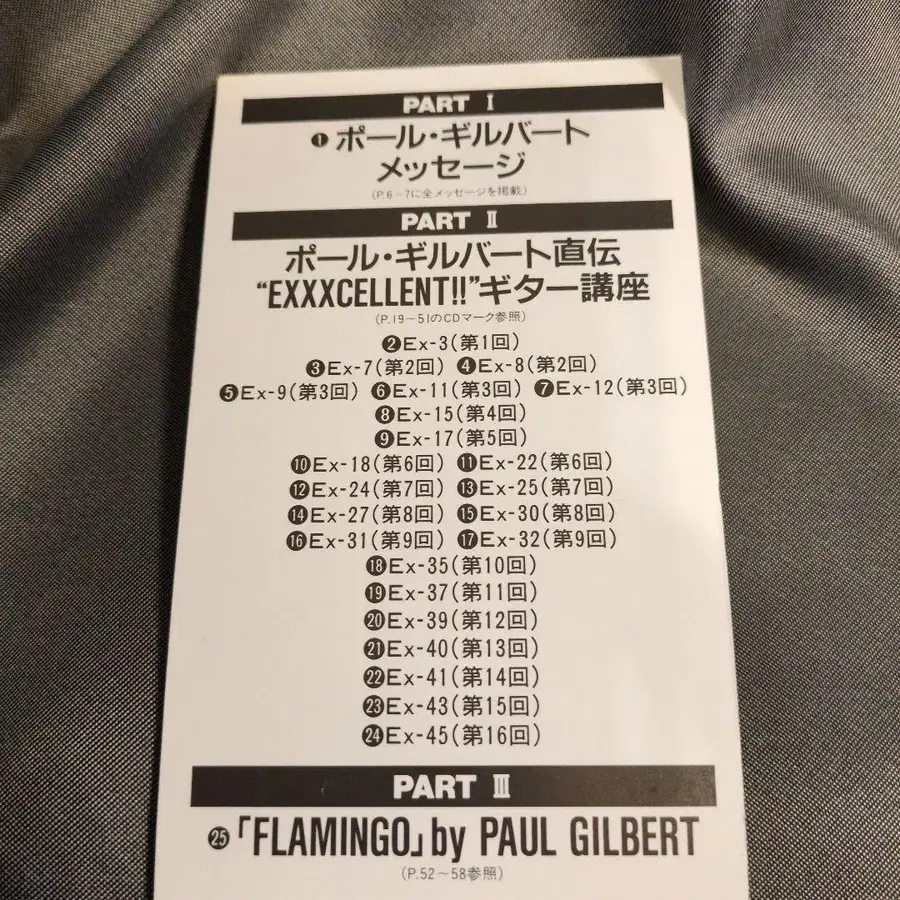 PART Ⅰ
❶ポール・ギルバート
メッセージ
(P.6~7に全メッセージを掲載)
PART Ⅱ
ポール・ギルバート直伝
“EXXXCELLENT!!”ギター講座
(P.19~51のCDマーク参照)
❷Ex-3(第1回)
❸Ex-7(第2回) ❹Ex-8(第2回)
❺Ex-9(第3回) ❻Ex-11(第3回) ❼Ex-12(第3回)
❽Ex-15(第4回)
❾Ex-17(第5回)
❿Ex-18(第6回) ⓫Ex-22(第6回)
⓬Ex-24(第7回) ⓭Ex-25(第7回)
⓮Ex-27(第8回) ⓯Ex-30(第8回)
⓰Ex-31(第9回) ⓱Ex-32(第9回)
⓲Ex-35(第10回)
⓳Ex-37(第11回)
⓴Ex-39(第12回)
㉑Ex-40(第13回)
㉒Ex-41(第14回)
㉓Ex-43(第15回)
㉔Ex-45(第16回)
PART Ⅲ
㉕「FLAMINGO」by PAUL GILBERT
(P.52~58参照)